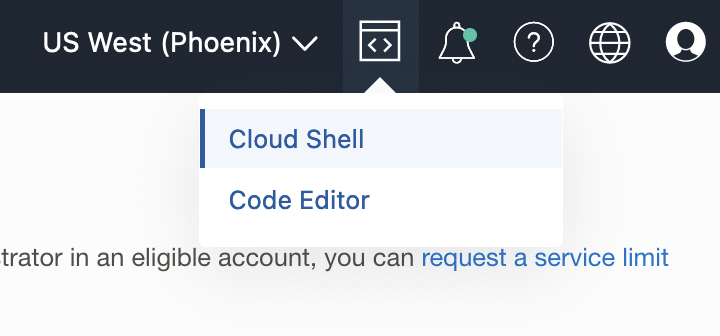 US West (Phoenix)
Cloud Shell
Code Editor
trator in an eligible account, you can request a service limit